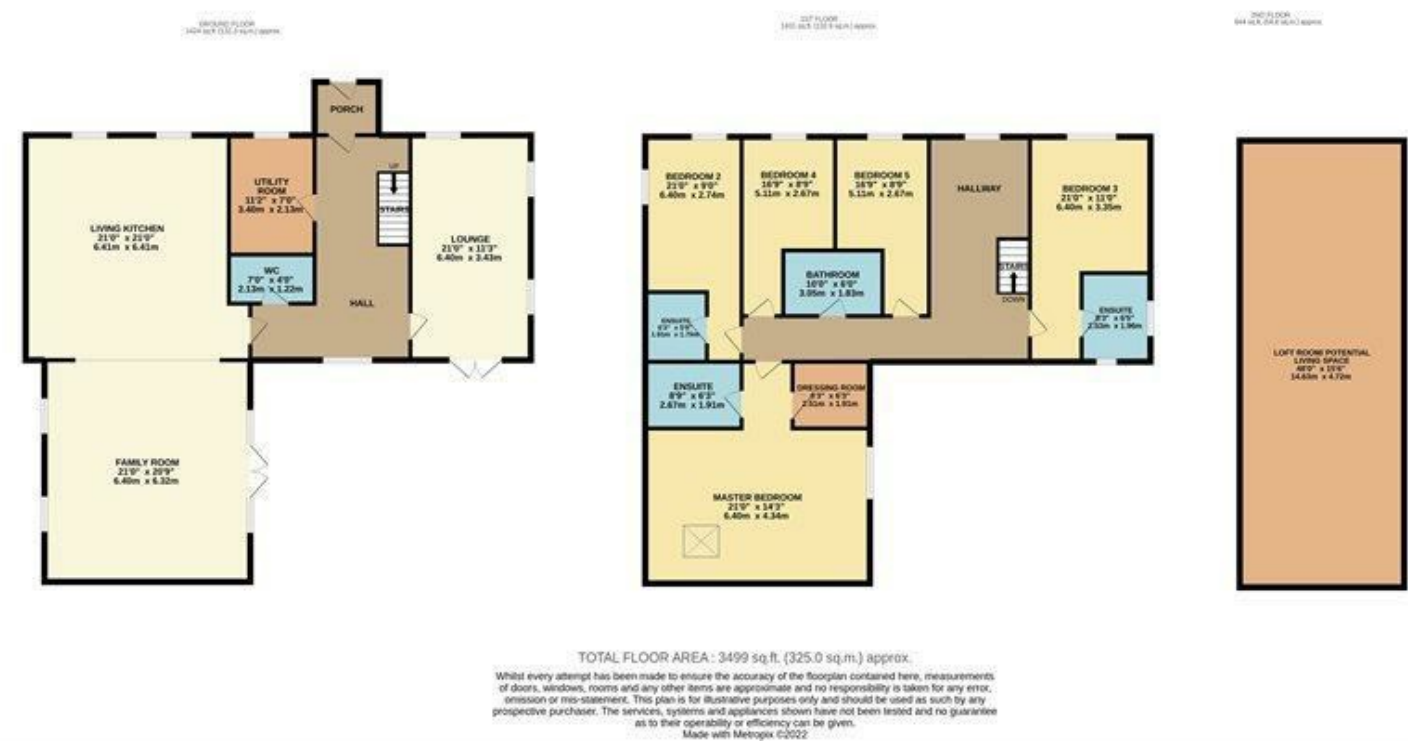 GROUND FLOOR
1ST FLOOR
2ND FLOOR
PORCH
UP
STAIRS
UTILITY
ROOM
11'2" x 7'0"
3.40m x 2.13m
LIVING KITCHEN
21'0" x 21'0"
6.41m x 6.41m
LOUNGE
21'0" x 11'3"
6.40m x 3.43m
WC
7'0" x 4'0"
2.13m x 1.22m
HALL
FAMILY ROOM
21'0" x 20'9"
6.40m x 6.32m
BEDROOM 2
21'0" x 9'0"
6.40m x 2.74m
BEDROOM 4
16'9" x 8'9"
5.11m x 2.67m
BEDROOM 5
16'9" x 8'9"
5.11m x 2.67m
HALLWAY
BEDROOM 3
21'0" x 11'0"
6.40m x 3.35m
STAIRS
DOWN
BATHROOM
10'0" x 6'0"
3.05m x 1.83m
ENSUITE
ENSUITE
ENSUITE
8'9" x 6'3"
2.67m x 1.91m
DRESSING ROOM
MASTER BEDROOM
21'0" x 14'3"
6.40m x 4.34m
LOFT ROOM/ POTENTIAL
LIVING SPACE
48'0" x 15'6"
14.63m x 4.72m
TOTAL FLOOR AREA : 3499 sq.ft. (325.0 sq.m.) approx.
Whilst every attempt has been made to ensure the accuracy of the floorplan contained here, measurements
of doors, windows, rooms and any other items are approximate and no responsibility is taken for any error,
omission or mis-statement. This plan is for illustrative purposes only and should be used as such by any
prospective purchaser. The services, systems and appliances shown have not been tested and no guarantee
as to their operability or efficiency can be given.
Made with Metropix ©2022